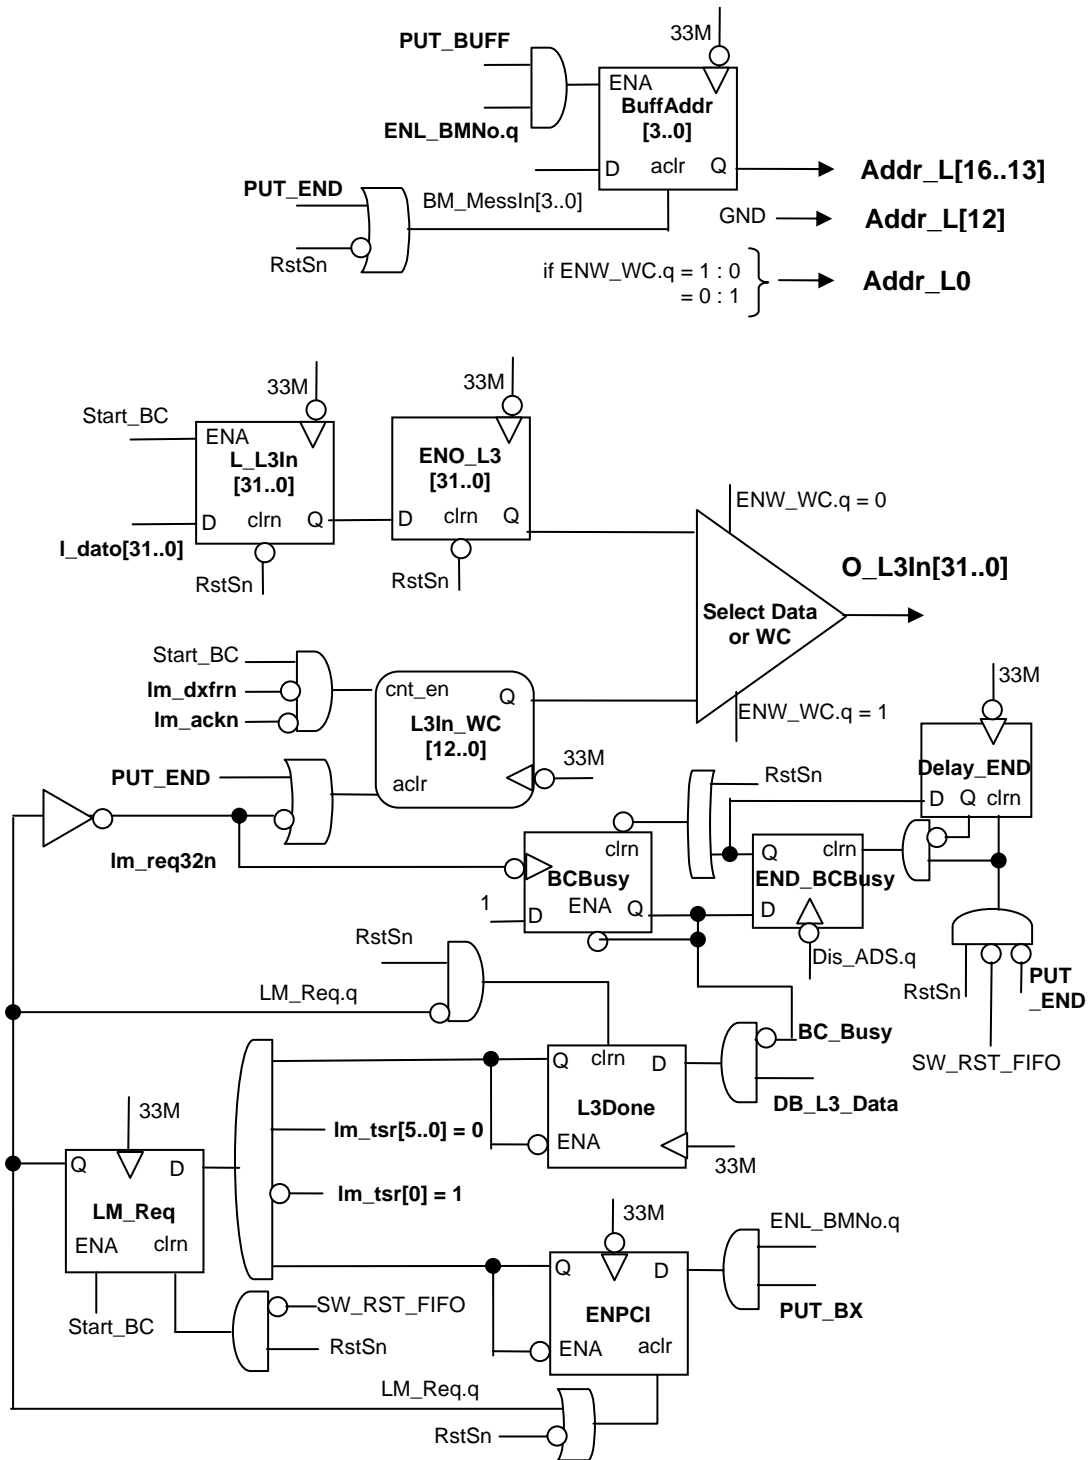 33M
PUT_BUFF
ENA
BuffAddr
[3..0]
ENL_BMNo.q
D aclr Q
Addr_L[16..13]
PUT_END
BM_MessIn[3..0]
GND
Addr_L[12]
RstSn
if ENW_WC.q = 1 : 0
= 0 : 1
Addr_L0
33M
33M
Start_BC
ENA
L_L3In
[31..0]
ENO_L3
[31..0]
D clrn Q
D clrn Q
I_dato[31..0]
RstSn
RstSn
ENW_WC.q = 0
O_L3In[31..0]
Select Data
or WC
Start_BC
lm_dxfrn
lm_ackn
cnt_en
Q
L3In_WC
[12..0]
33M
aclr
ENW_WC.q = 1
33M
PUT_END
RstSn
Delay_END
D Q clrn
lm_req32n
clrn
BCBusy
1
D
ENA
Q
Q
clrn
END_BCBusy
D
Dis_ADS.q
RstSn
PUT
_END
SW_RST_FIFO
RstSn
LM_Req.q
BC_Busy
Q clrn D
L3Done
ENA
DB_L3_Data
33M
33M
lm_tsr[5..0] = 0
lm_tsr[0] = 1
Q D
LM_Req
ENA clrn
Start_BC
SW_RST_FIFO
RstSn
33M
ENL_BMNo.q
Q D
ENPCI
PUT_BX
ENA aclr
LM_Req.q
RstSn